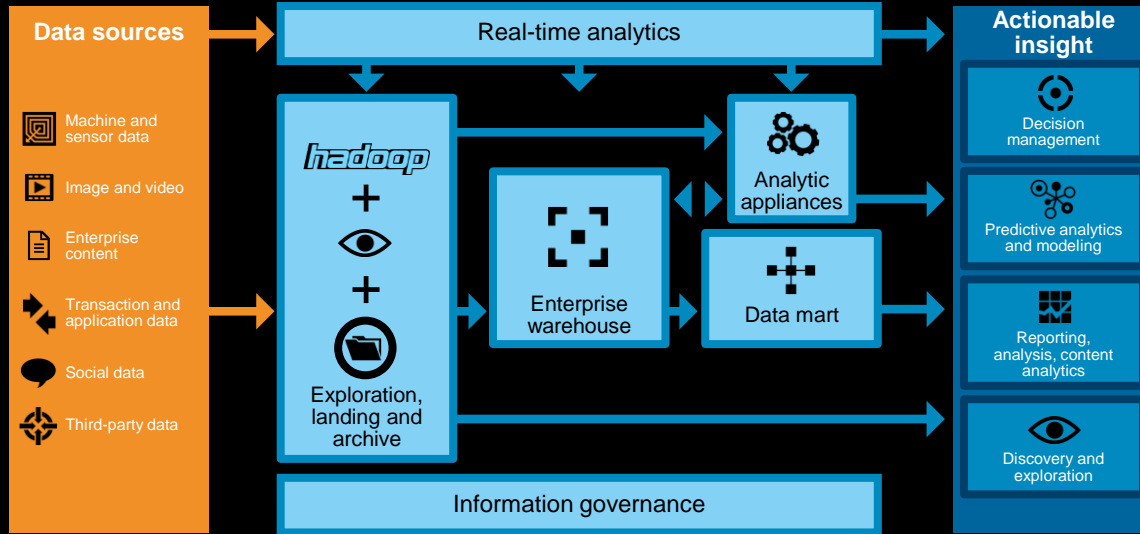 Data sources
Machine and
sensor data
Image and video
Enterprise
content
Transaction and
application data
Social data
Third-party data
Real-time analytics
hadoop
+
+
Exploration,
landing and
archive
Enterprise
warehouse
Analytic
appliances
Data mart
Information governance
Actionable
insight
Decision
management
Predictive analytics
and modeling
Reporting,
analysis, content
analytics
Discovery and
exploration